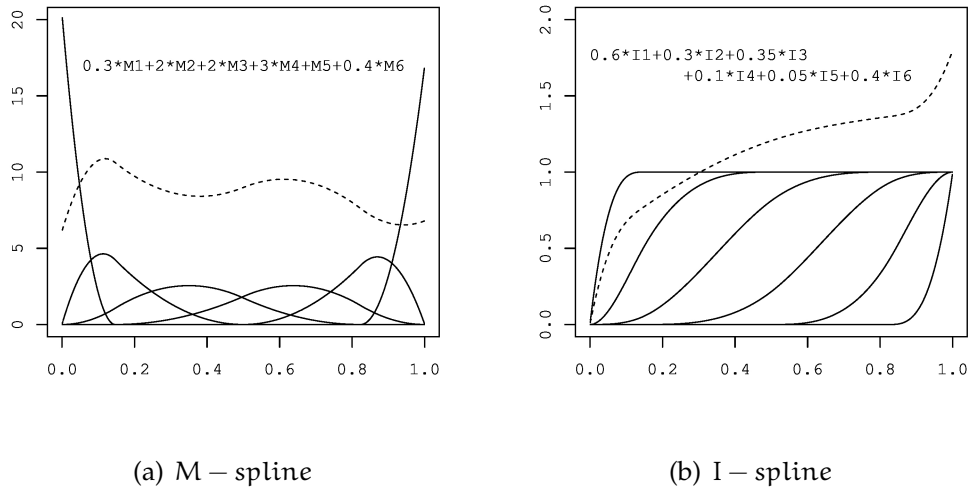 20
15
10
5
0
0.3*M1+2*M2+2*M3+3*M4+M5+0.4*M6
0.0 0.2 0.4 0.6 0.8 1.0
(a) M − spline
2.0
1.5
1.0
0.5
0.0
0.6*I1+0.3*I2+0.35*I3
+0.1*I4+0.05*I5+0.4*I6
0.0 0.2 0.4 0.6 0.8 1.0
(b) I − spline